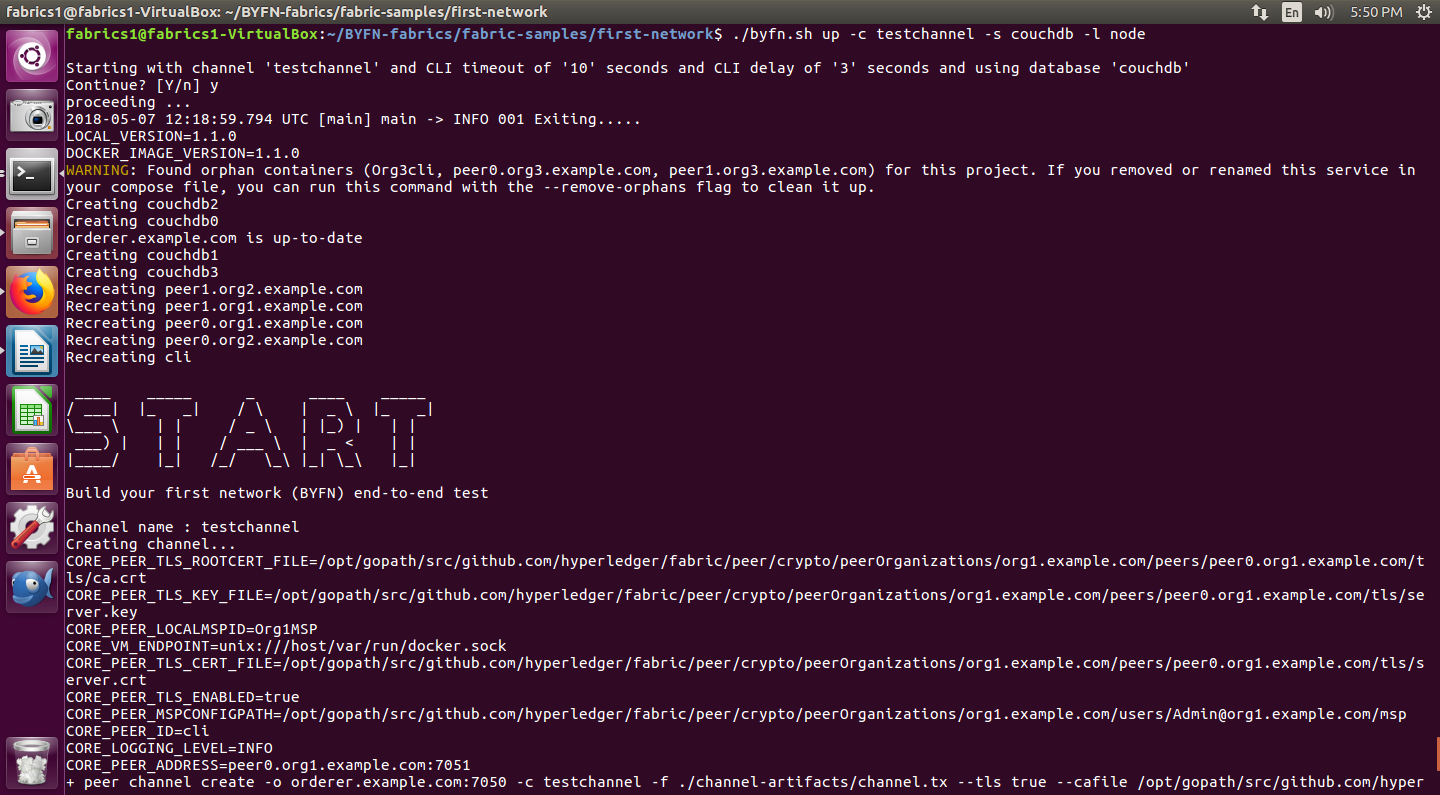 fabrics1@fabrics1-VirtualBox: ~/BYFN-fabrics/fabric-samples/first-network
En
5:50 PM
fabrics1@fabrics1-VirtualBox:~/BYFN-fabrics/fabric-samples/first-network$ ./byfn.sh up -c testchannel -s couchdb -l node
Starting with channel 'testchannel' and CLI timeout of '10' seconds and CLI delay of '3' seconds and using database 'couchdb'
Continue? [Y/n] y
proceeding ...
2018-05-07 12:18:59.794 UTC [main] main -> INFO 001 Exiting.....
LOCAL_VERSION=1.1.0
DOCKER_IMAGE_VERSION=1.1.0
WARNING: Found orphan containers (Org3cli, peer0.org3.example.com, peer1.org3.example.com) for this project. If you removed or renamed this service in
your compose file, you can run this command with the --remove-orphans flag to clean it up.
Creating couchdb2
Creating couchdb0
orderer.example.com is up-to-date
Creating couchdb1
Creating couchdb3
Recreating peer1.org2.example.com
Recreating peer1.org1.example.com
Recreating peer0.org1.example.com
Recreating peer0.org2.example.com
Recreating cli
START
Build your first network (BYFN) end-to-end test
Channel name : testchannel
Creating channel...
CORE_PEER_TLS_ROOTCERT_FILE=/opt/gopath/src/github.com/hyperledger/fabric/peer/crypto/peerOrganizations/org1.example.com/peers/peer0.org1.example.com/t
ls/ca.crt
CORE_PEER_TLS_KEY_FILE=/opt/gopath/src/github.com/hyperledger/fabric/peer/crypto/peerOrganizations/org1.example.com/peers/peer0.org1.example.com/tls/se
rver.key
CORE_PEER_LOCALMSPID=Org1MSP
CORE_VM_ENDPOINT=unix:///host/var/run/docker.sock
CORE_PEER_TLS_CERT_FILE=/opt/gopath/src/github.com/hyperledger/fabric/peer/crypto/peerOrganizations/org1.example.com/peers/peer0.org1.example.com/tls/s
erver.crt
CORE_PEER_TLS_ENABLED=true
CORE_PEER_MSPCONFIGPATH=/opt/gopath/src/github.com/hyperledger/fabric/peer/crypto/peerOrganizations/org1.example.com/users/Admin@org1.example.com/msp
CORE_PEER_ID=cli
CORE_LOGGING_LEVEL=INFO
CORE_PEER_ADDRESS=peer0.org1.example.com:7051
+ peer channel create -o orderer.example.com:7050 -c testchannel -f ./channel-artifacts/channel.tx --tls true --cafile /opt/gopath/src/github.com/hyper